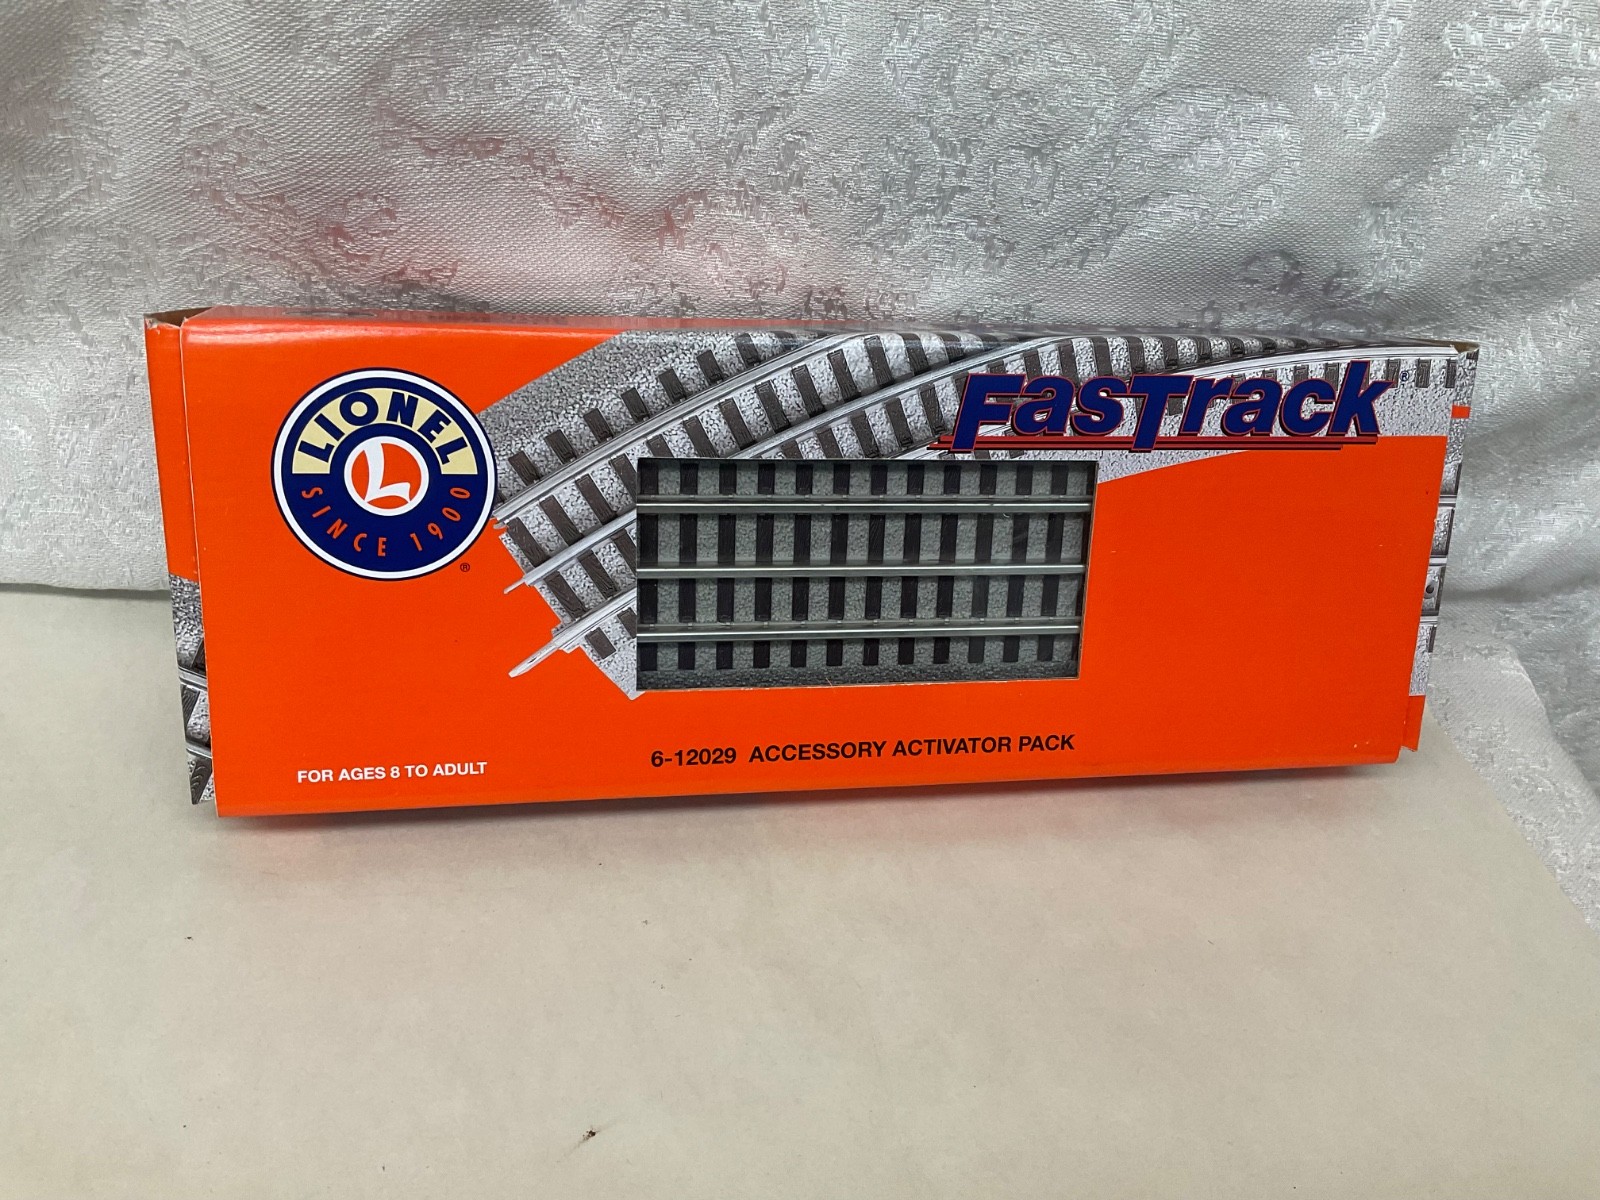 LIONEL
L
SINCE 1900
®
FasTrack®
6-12029 ACCESSORY ACTIVATOR PACK
FOR AGES 8 TO ADULT